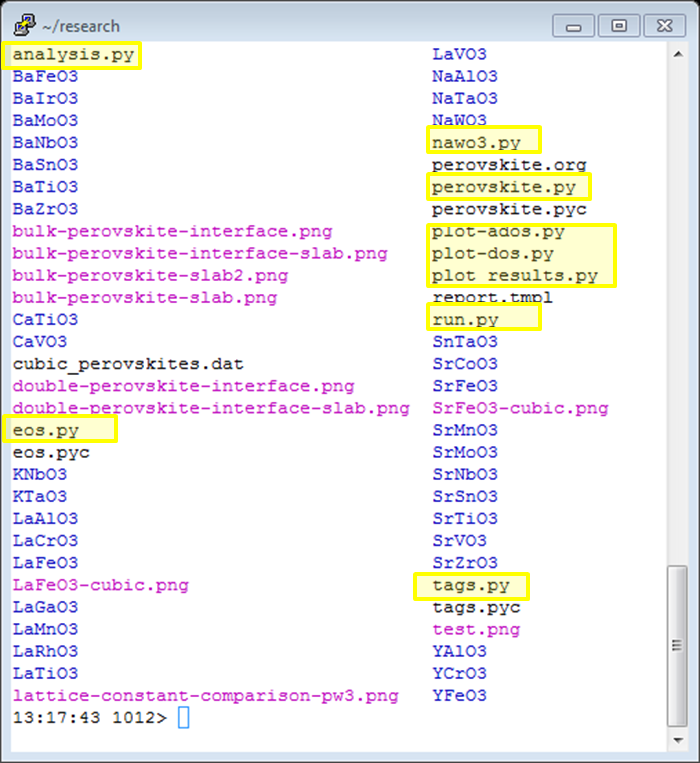 ~/research
analysis.py
BaFeO3
BaIrO3
BaMoO3
BaNbO3
BaSnO3
BaTiO3
BaZrO3
bulk-perovskite-interface.png
bulk-perovskite-interface-slab.png
bulk-perovskite-slab2.png
bulk-perovskite-slab.png
CaTiO3
CaVO3
cubic_perovskites.dat
double-perovskite-interface.png
double-perovskite-interface-slab.png
eos.py
eos.pyc
KNbO3
KTaO3
LaAlO3
LaCrO3
LaFeO3
LaFeO3-cubic.png
LaGaO3
LaMnO3
LaRhO3
LaTiO3
lattice-constant-comparison-pw3.png
LaVO3
NaAlO3
NaTaO3
NaWO3
nawo3.py
perovskite.org
perovskite.py
perovskite.pyc
plot-ados.py
plot-dos.py
plot_results.py
report.tmpl
run.py
SnTaO3
SrCoO3
SrFeO3
SrFeO3-cubic.png
SrMnO3
SrMoO3
SrNbO3
SrSnO3
SrTiO3
SrVO3
SrZrO3
tags.py
tags.pyc
test.png
YAlO3
YCrO3
YFeO3
13:17:43 1012>